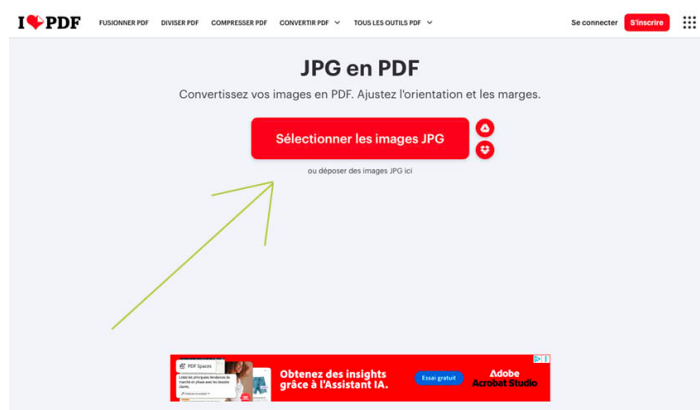 I PDF
FUSIONNER PDF DIVISER PDF COMPRESSER PDF CONVERTIR PDF TOUS LES OUTILS PDF
Se connecter S'inscrire
JPG en PDF
Convertissez vos images en PDF. Ajustez l'orientation et les marges.
Sélectionner les images JPG
ou déposer des images JPG ici
PDF Spaces
Obtenez des insights
grâce à l'Assistant IA.
Essai gratuit
Adobe
Acrobat Studio